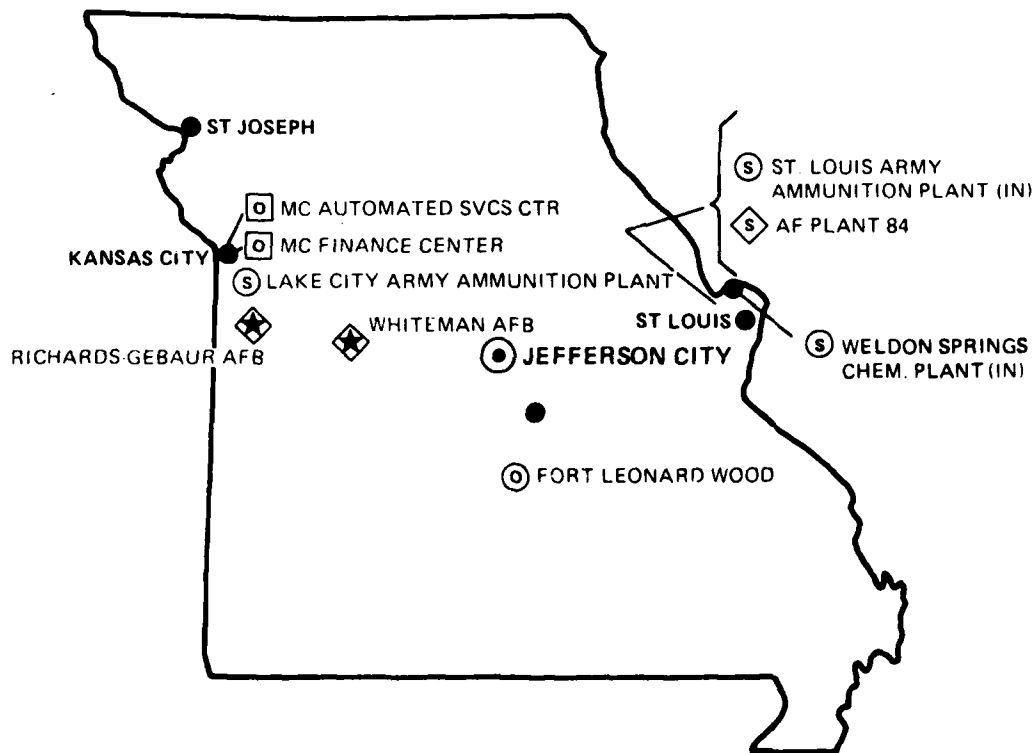 ST JOSEPH
S ST. LOUIS ARMY
AMMUNITION PLANT (IN)
S AF PLANT 84
O MC AUTOMATED SVCS CTR
O MC FINANCE CENTER
KANSAS CITY
S LAKE CITY ARMY AMMUNITION PLANT
WHITEMAN AFB
RICHARDS-GEBAUR AFB
ST LOUIS
JEFFERSON CITY
S WELDON SPRINGS
CHEM. PLANT (IN)
O FORT LEONARD WOOD